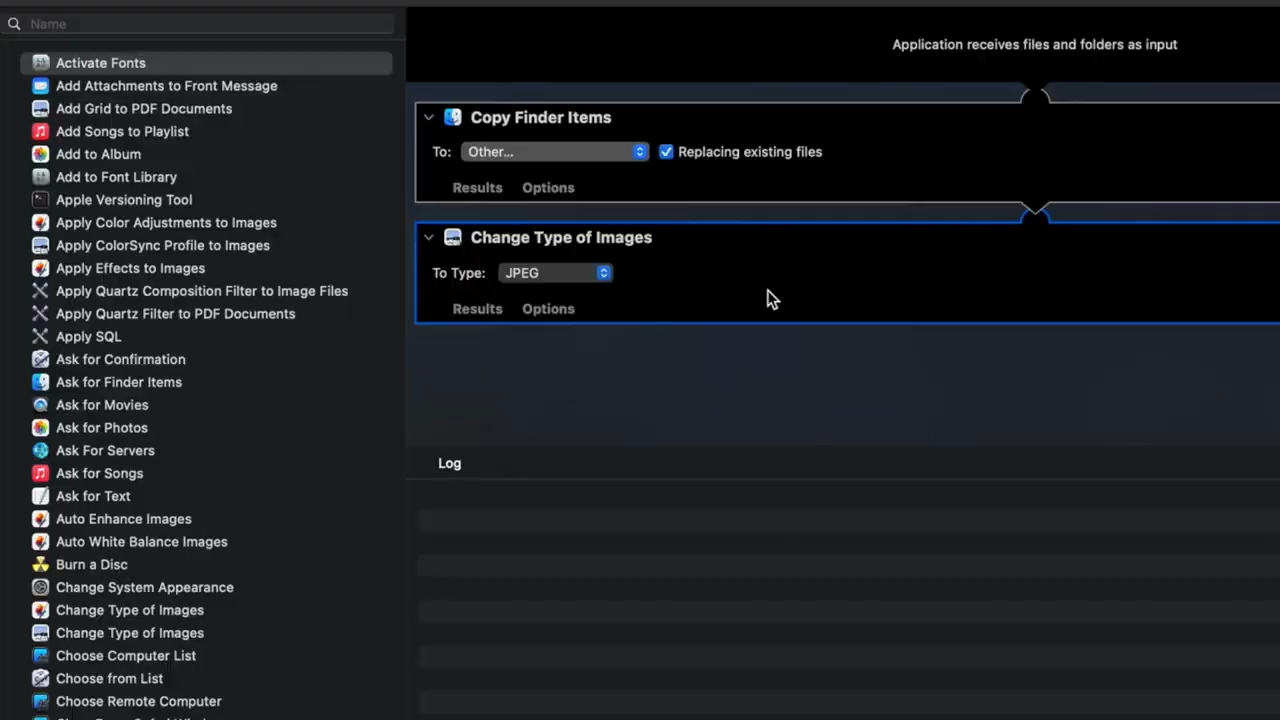 Name
Activate Fonts
Add Attachments to Front Message
Add Grid to PDF Documents
Add Songs to Playlist
Add to Album
Add to Font Library
Apple Versioning Tool
Apply Color Adjustments to Images
Apply ColorSync Profile to Images
Apply Effects to Images
Apply Quartz Composition Filter to Image Files
Apply Quartz Filter to PDF Documents
Apply SQL
Ask for Confirmation
Ask for Finder Items
Ask for Movies
Ask for Photos
Ask For Servers
Ask for Songs
Ask for Text
Auto Enhance Images
Auto White Balance Images
Burn a Disc
Change System Appearance
Change Type of Images
Change Type of Images
Choose Computer List
Choose from List
Choose Remote Computer
Application receives files and folders as input
Copy Finder Items
To: Other... Replacing existing files
Results Options
Change Type of Images
To Type: JPEG
Results Options
Log